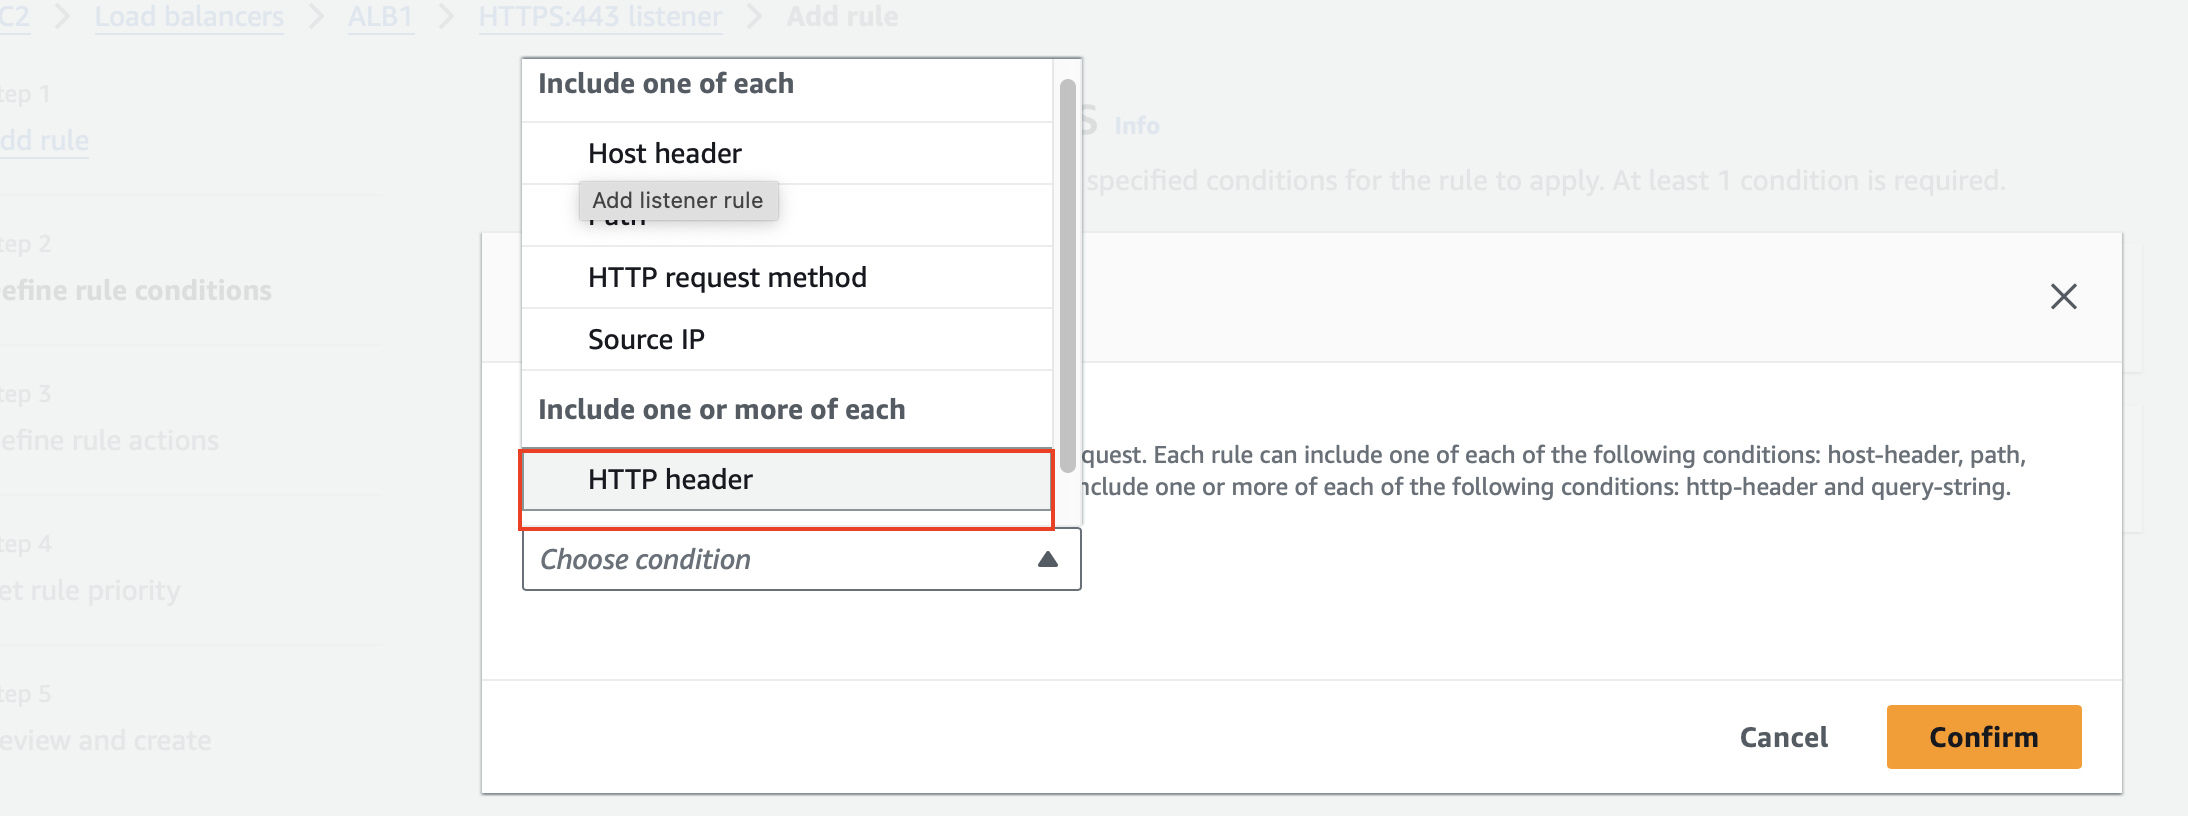 C2 > Load balancers > ALB1 > HTTPS:443 listener > Add rule
tep 1
dd rule
tep 2
efine rule conditions
tep 3
efine rule actions
tep 4
et rule priority
tep 5
eview and create
s Info
specified conditions for the rule to apply. At least 1 condition is required.
Include one of each
Host header
Add listener rule
Path
HTTP request method
Source IP
Include one or more of each
HTTP header
quest. Each rule can include one of each of the following conditions: host-header, path,
nclude one or more of each of the following conditions: http-header and query-string.
Choose condition
Cancel
Confirm